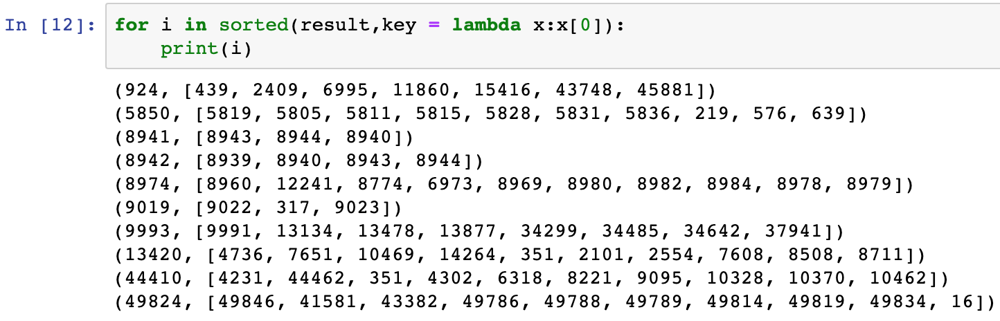 In [12]: for i in sorted(result,key = lambda x:x[0]):
    print(i)
(924, [439, 2409, 6995, 11860, 15416, 43748, 45881])
(5850, [5819, 5805, 5811, 5815, 5828, 5831, 5836, 219, 576, 639])
(8941, [8943, 8944, 8940])
(8942, [8939, 8940, 8943, 8944])
(8974, [8960, 12241, 8774, 6973, 8969, 8980, 8982, 8984, 8978, 8979])
(9019, [9022, 317, 9023])
(9993, [9991, 13134, 13478, 13877, 34299, 34485, 34642, 37941])
(13420, [4736, 7651, 10469, 14264, 351, 2101, 2554, 7608, 8508, 8711])
(44410, [4231, 44462, 351, 4302, 6318, 8221, 9095, 10328, 10370, 10462])
(49824, [49846, 41581, 43382, 49786, 49788, 49789, 49814, 49819, 49834, 16])